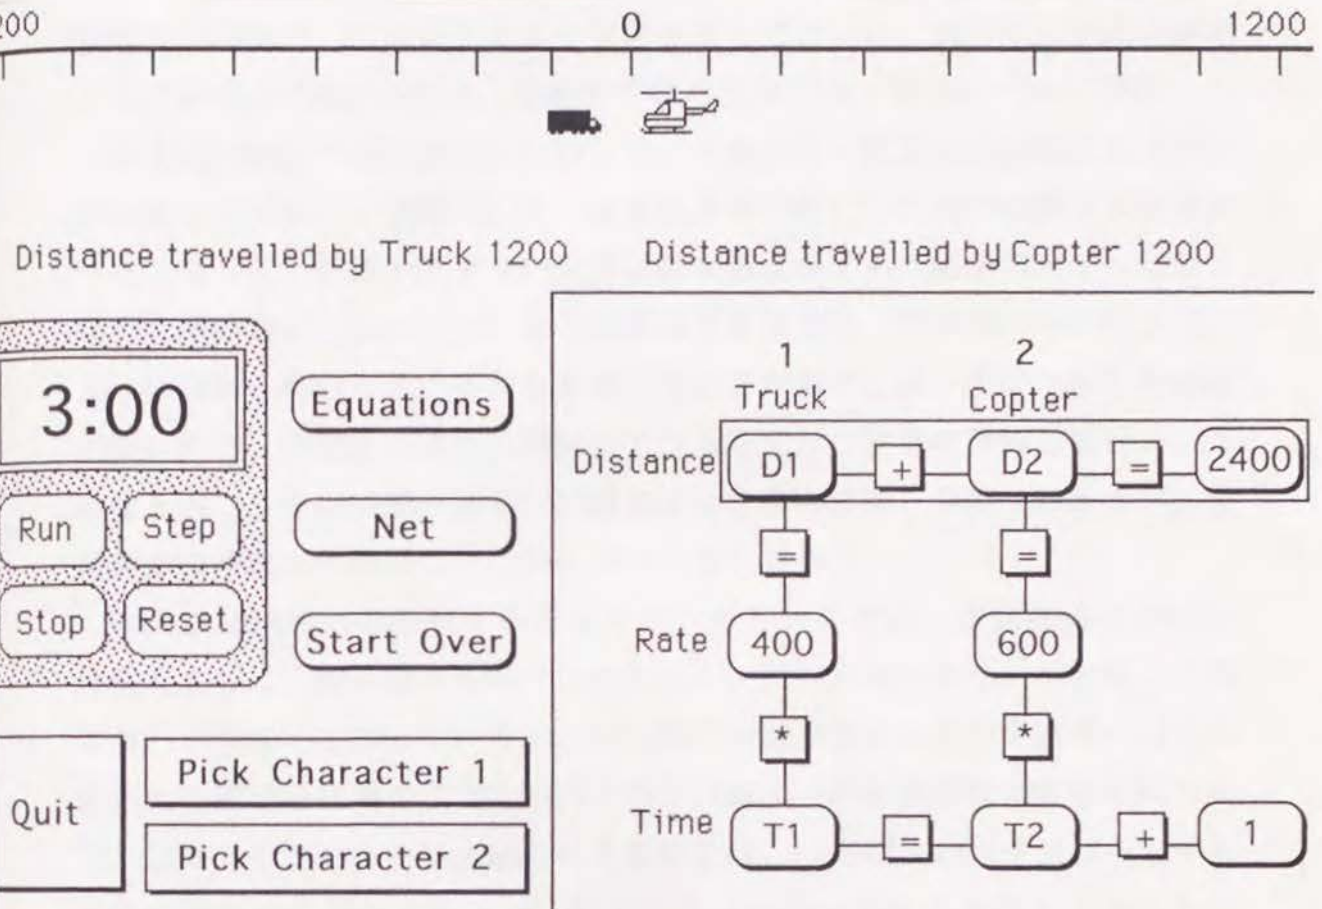 200 0 1200
Distance travelled by Truck 1200 Distance travelled by Copter 1200
3:00
Run Step
Stop Reset
Equations
Net
Start Over
Quit
Pick Character 1
Pick Character 2
1 2
Truck Copter
Distance D1 + D2 = 2400
= =
Rate 400 600
* *
Time T1 = T2 + 1